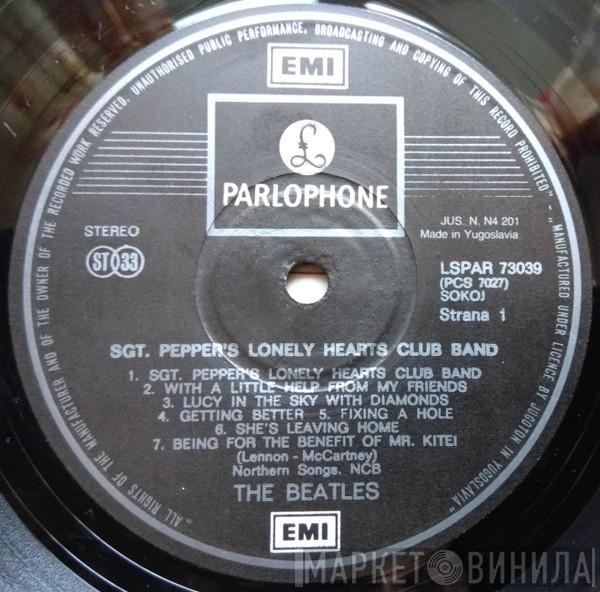 "ALL RIGHTS OF THE MANUFACTURER AND OF THE OWNER OF THE RECORDED WORK RESERVED. UNAUTHORISED PUBLIC PERFORMANCE, BROADCASTING AND COPYING OF THIS RECORD PROHIBITED" - "MANUFACTURED UNDER LICENCE BY JUGOTON IN YUGOSLAVIA"
EMI
£
PARLOPHONE
STEREO
ST 33
JUS. N. N4 201
Made in Yugoslavia
LSPAR 73039
(PCS 7027)
SOKOJ
Strana 1
SGT. PEPPER'S LONELY HEARTS CLUB BAND
1. SGT. PEPPER'S LONELY HEARTS CLUB BAND
2. WITH A LITTLE HELP FROM MY FRIENDS
3. LUCY IN THE SKY WITH DIAMONDS
4. GETTING BETTER 5. FIXING A HOLE
6. SHE'S LEAVING HOME
7. BEING FOR THE BENEFIT OF MR. KITEI
(Lennon - McCartney)
Northern Songs. NCB
THE BEATLES
EMI
МАРКЕТ ВИНИЛА